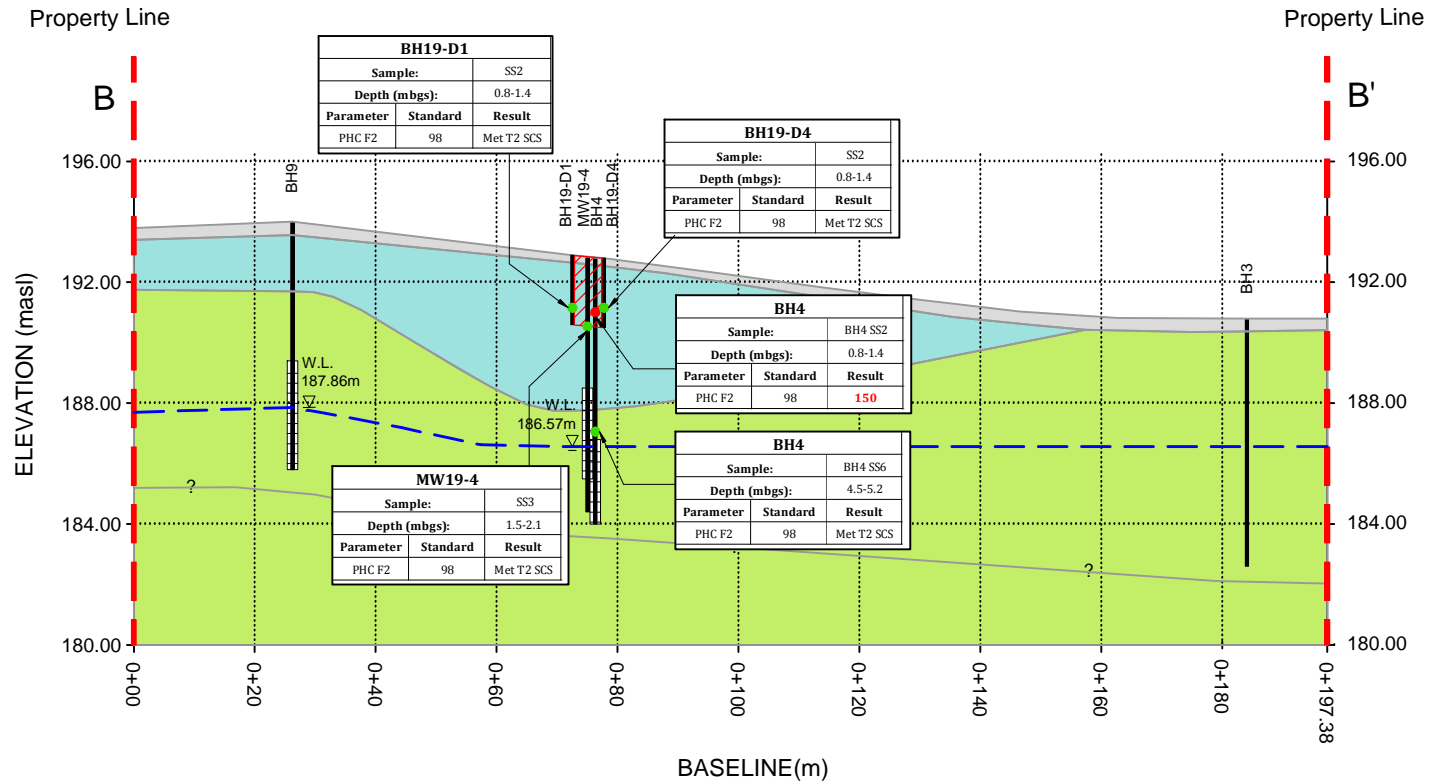 Property Line
Property Line
B
B'
BH19-D1
Sample: SS2
Depth (mbgs): 0.8-1.4
Parameter Standard Result
PHC F2 98 Met T2 SCS
BH19-D4
Sample: SS2
Depth (mbgs): 0.8-1.4
Parameter Standard Result
PHC F2 98 Met T2 SCS
BH4
Sample: BH4 SS2
Depth (mbgs): 0.8-1.4
Parameter Standard Result
PHC F2 98 150
BH4
Sample: BH4 SS6
Depth (mbgs): 4.5-5.2
Parameter Standard Result
PHC F2 98 Met T2 SCS
MW19-4
Sample: SS3
Depth (mbgs): 1.5-2.1
Parameter Standard Result
PHC F2 98 Met T2 SCS
BH9
BH19-D1
MW19-4
BH4
BH19-D4
BH3
W.L.
187.86m
W.L.
186.57m
?
?
ELEVATION (masl)
196.00
192.00
188.00
184.00
180.00
196.00
192.00
188.00
184.00
180.00
0+00
0+20
0+40
0+60
0+80
0+100
0+120
0+140
0+160
0+180
0+197.38
BASELINE(m)